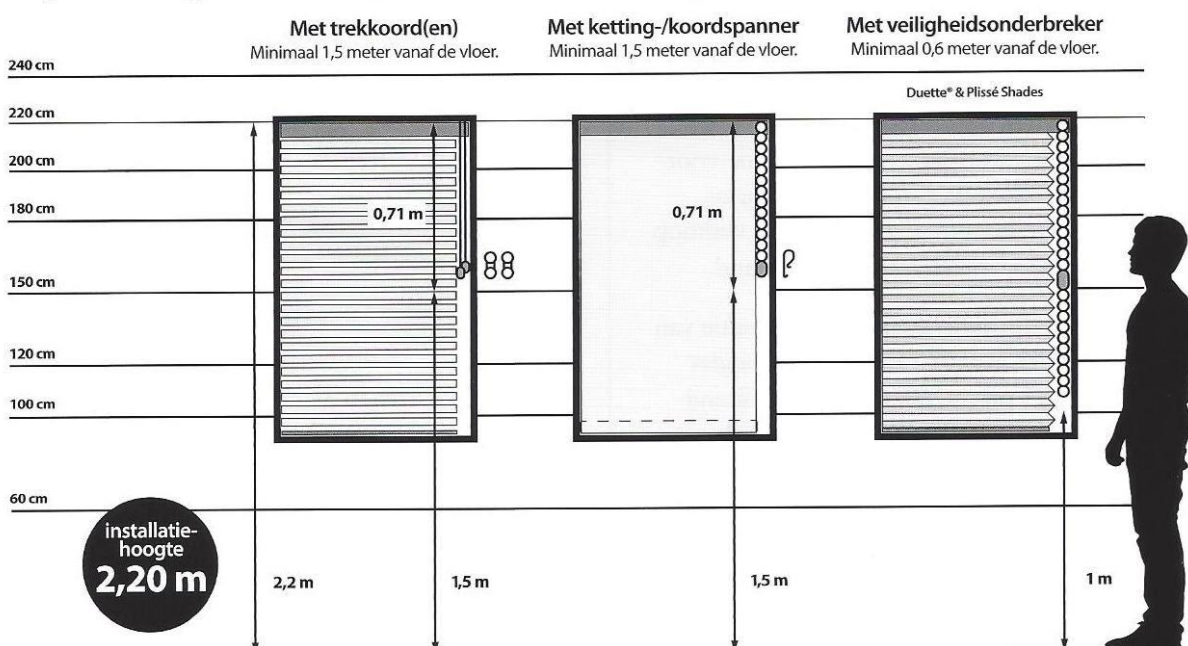 Met trekkoord(en)
Minimaal 1,5 meter vanaf de vloer.
Met ketting-/koordspanner
Minimaal 1,5 meter vanaf de vloer.
Met veiligheidsonderbreker
Minimaal 0,6 meter vanaf de vloer.
Duette® & Plissé Shades
240 cm
220 cm
200 cm
180 cm
150 cm
120 cm
100 cm
60 cm
0,71 m
0,71 m
installatie-
hoogte
2,20 m
2,2 m
1,5 m
1,5 m
1 m